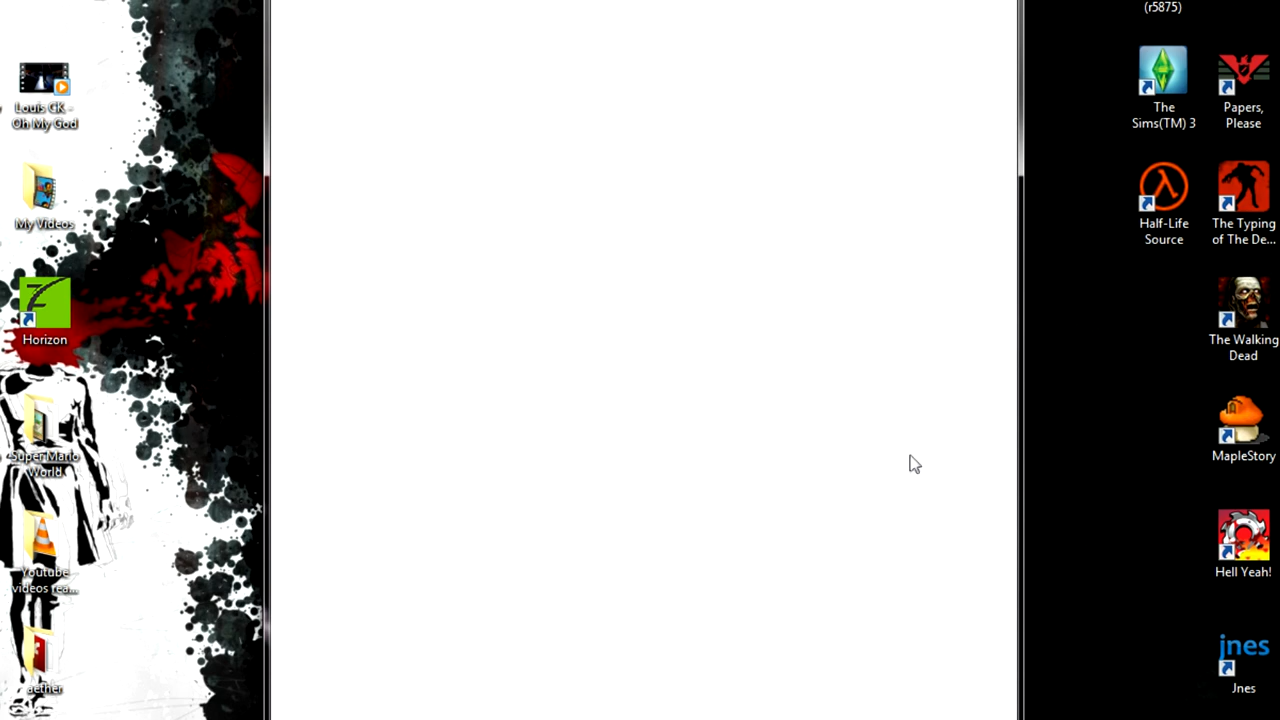 (r5875)
Louis CK -
Oh My God
The
Sims(TM) 3
Papers,
Please
My Videos
Half-Life
Source
The Typing
of The De...
Horizon
The Walking
Dead
Super Mario
World
MapleStory
Youtube
videos rea...
Hell Yeah!
aether
jnes
Jnes